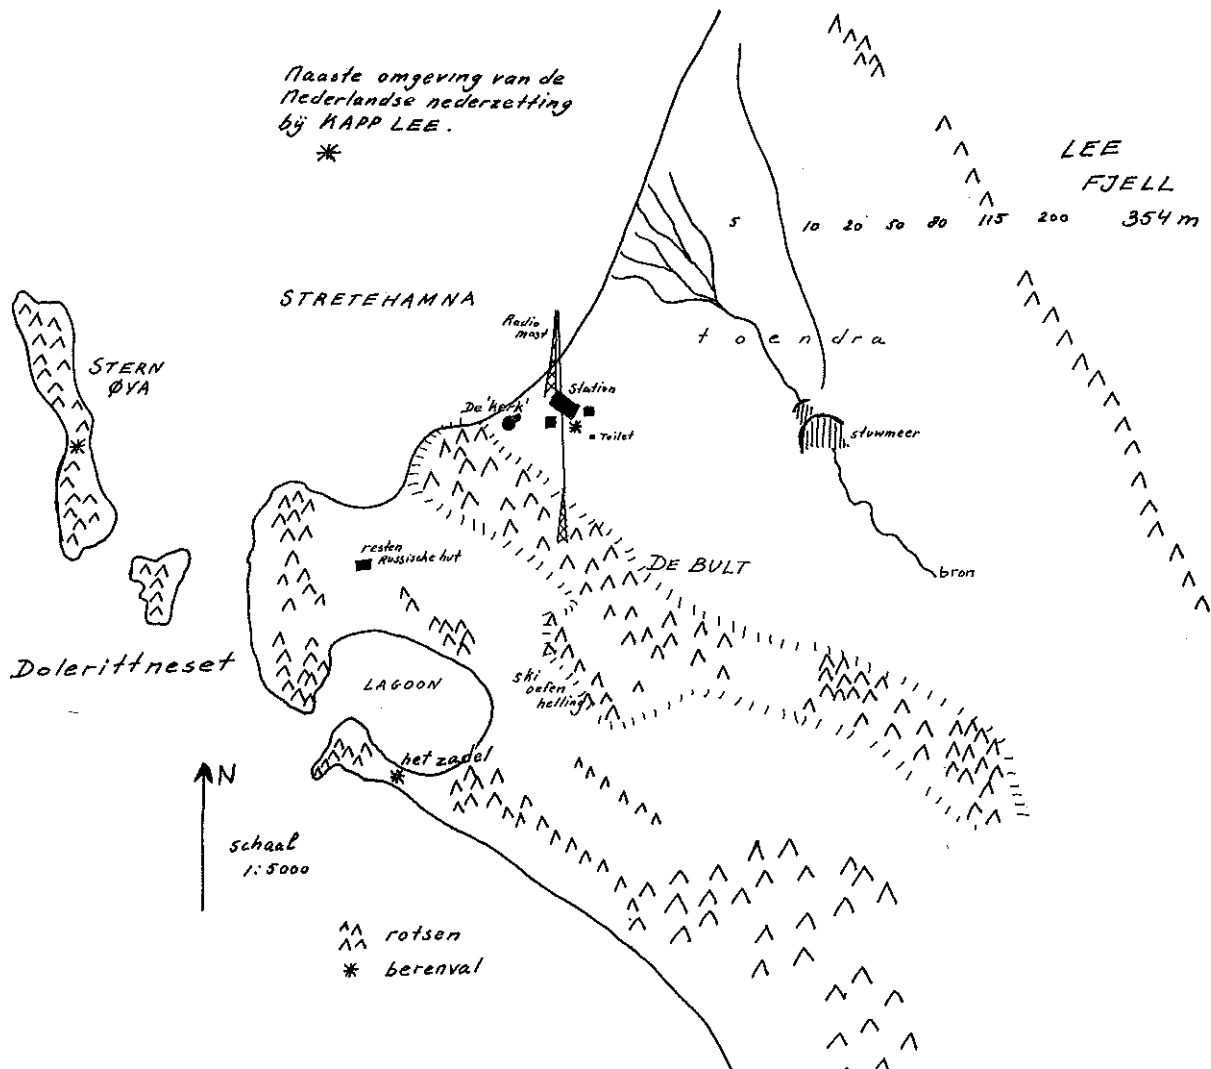 Naaste omgeving van de
Nederlandse nederzetting
bij KAPP LEE.
LEE
FJELL
354 m
5 10 20 50 80 115 200
STRETEHAMNA
Radio
mast
toendra
STERN
ØYA
Station
De 'Kerk'
Toilet
stuwmeer
resten
Russische hut
DE BULT
bron
Dolerittneset
LAGOON
ski
oefen
helling
het zadel
N
schaal
1:5000
rotsen
berenval